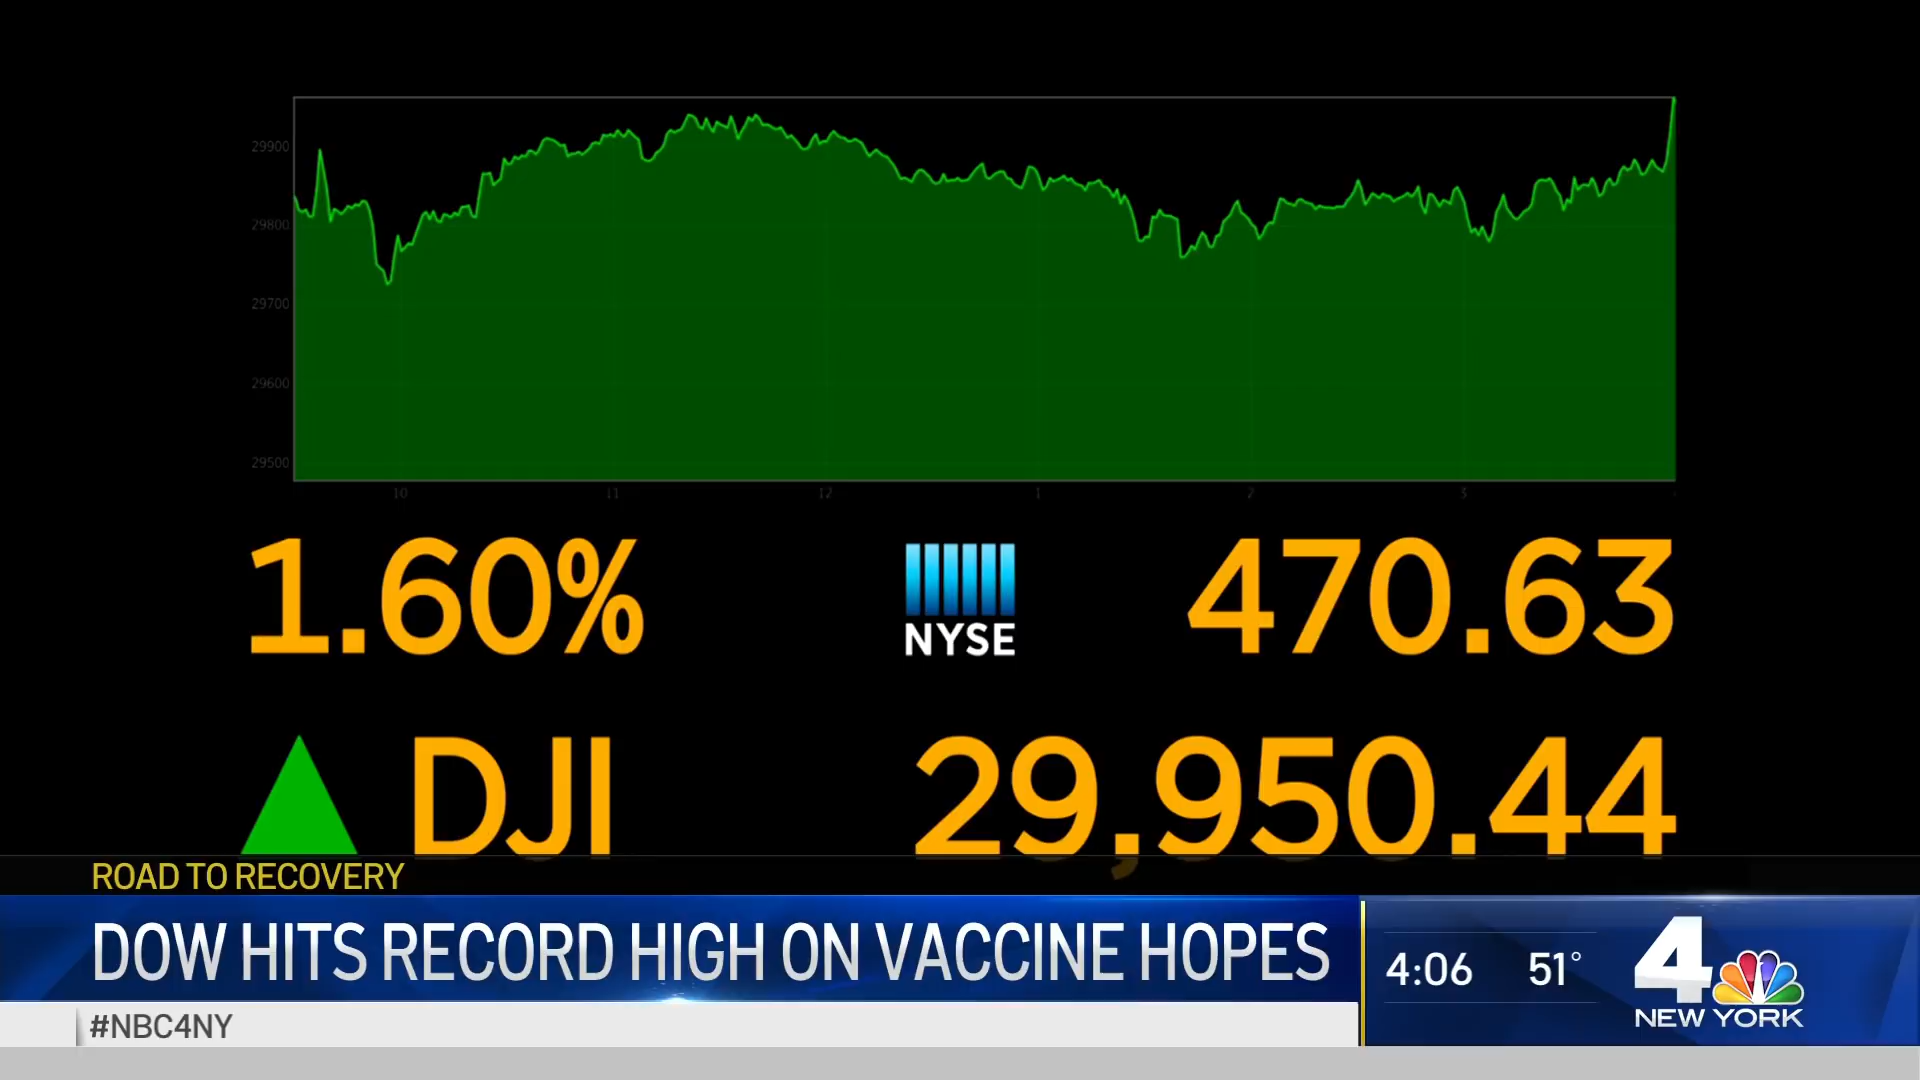 29900
29800
29700
29600
29500
10 11 12 1 2 3
1.60% NYSE 470.63
DJI 29,950.44
ROAD TO RECOVERY
DOW HITS RECORD HIGH ON VACCINE HOPES
4:06 51° 4
NEW YORK
#NBC4NY